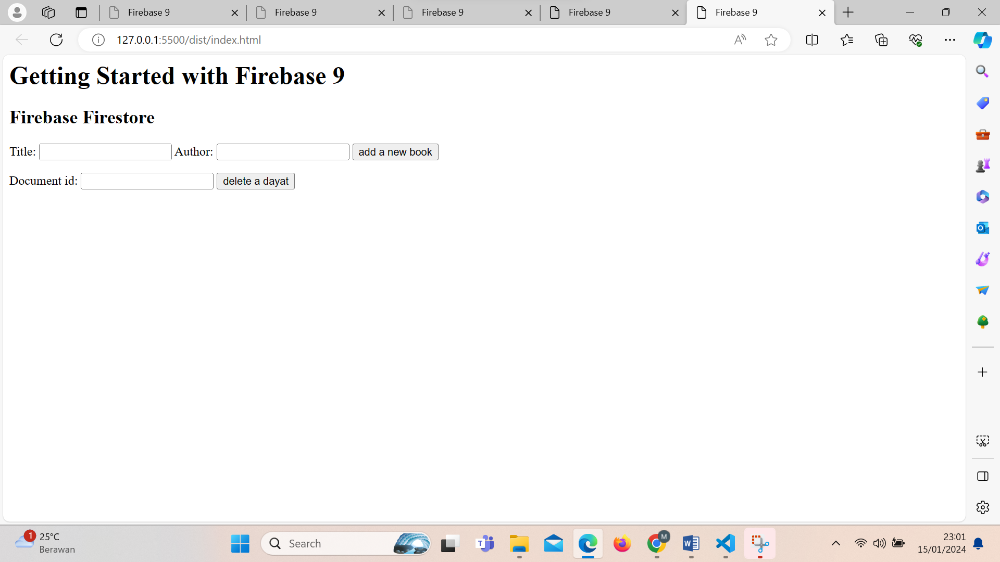 Firebase 9
Firebase 9
Firebase 9
Firebase 9
Firebase 9
127.0.0.1:5500/dist/index.html
Getting Started with Firebase 9
Firebase Firestore
Title: Author: add a new book
Document id: delete a dayat
1
25°C
Berawan
Search
M
23:01
15/01/2024